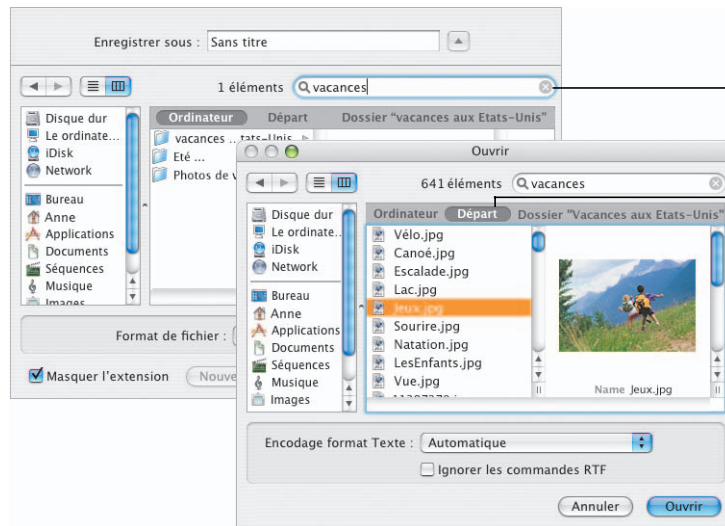 Enregistrer sous : Sans titre
1 éléments vacances
Disque dur
Le ordinate...
iDisk
Network
Bureau
Anne
Applications
Documents
Séquences
Musique
Images
Ordinateur Départ Dossier "vacances aux Etats-Unis"
vacances .. tats-Unis
Eté ...
Photos de v
Format de fichier :
Masquer l'extension Nouve
Ouvrir
641 éléments vacances
Disque dur
Le ordinate..
iDisk
Network
Bureau
Anne
Applications
Documents
Séquences
Musique
Images
Ordinateur Départ Dossier "Vacances aux Etats-Unis"
Vélo.jpg
Canoé.jpg
Escalade.jpg
Lac.jpg
Jeux.jpg
Sourire.jpg
Natation.jpg
LesEnfants.jpg
Vue.jpg
Name Jeux.jpg
Encodage format Texte : Automatique
Ignorer les commandes RTF
Annuler Ouvrir